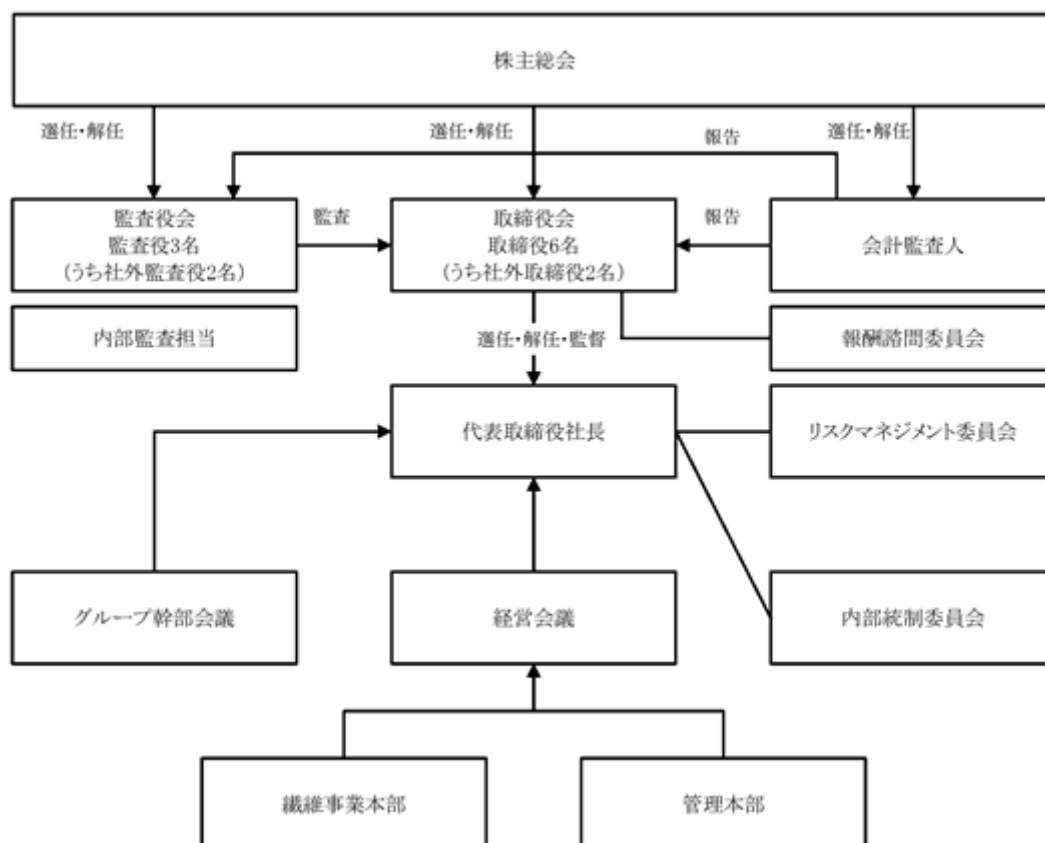 株主総会
選任・解任
選任・解任
選任・解任
報告
監査役会
監査役3名
(うち社外監査役2名)
監査
取締役会
取締役6名
(うち社外取締役2名)
報告
会計監査人
内部監査担当
選任・解任・監督
報酬諮問委員会
代表取締役社長
リスクマネジメント委員会
グループ幹部会議
経営会議
内部統制委員会
繊維事業本部
管理本部